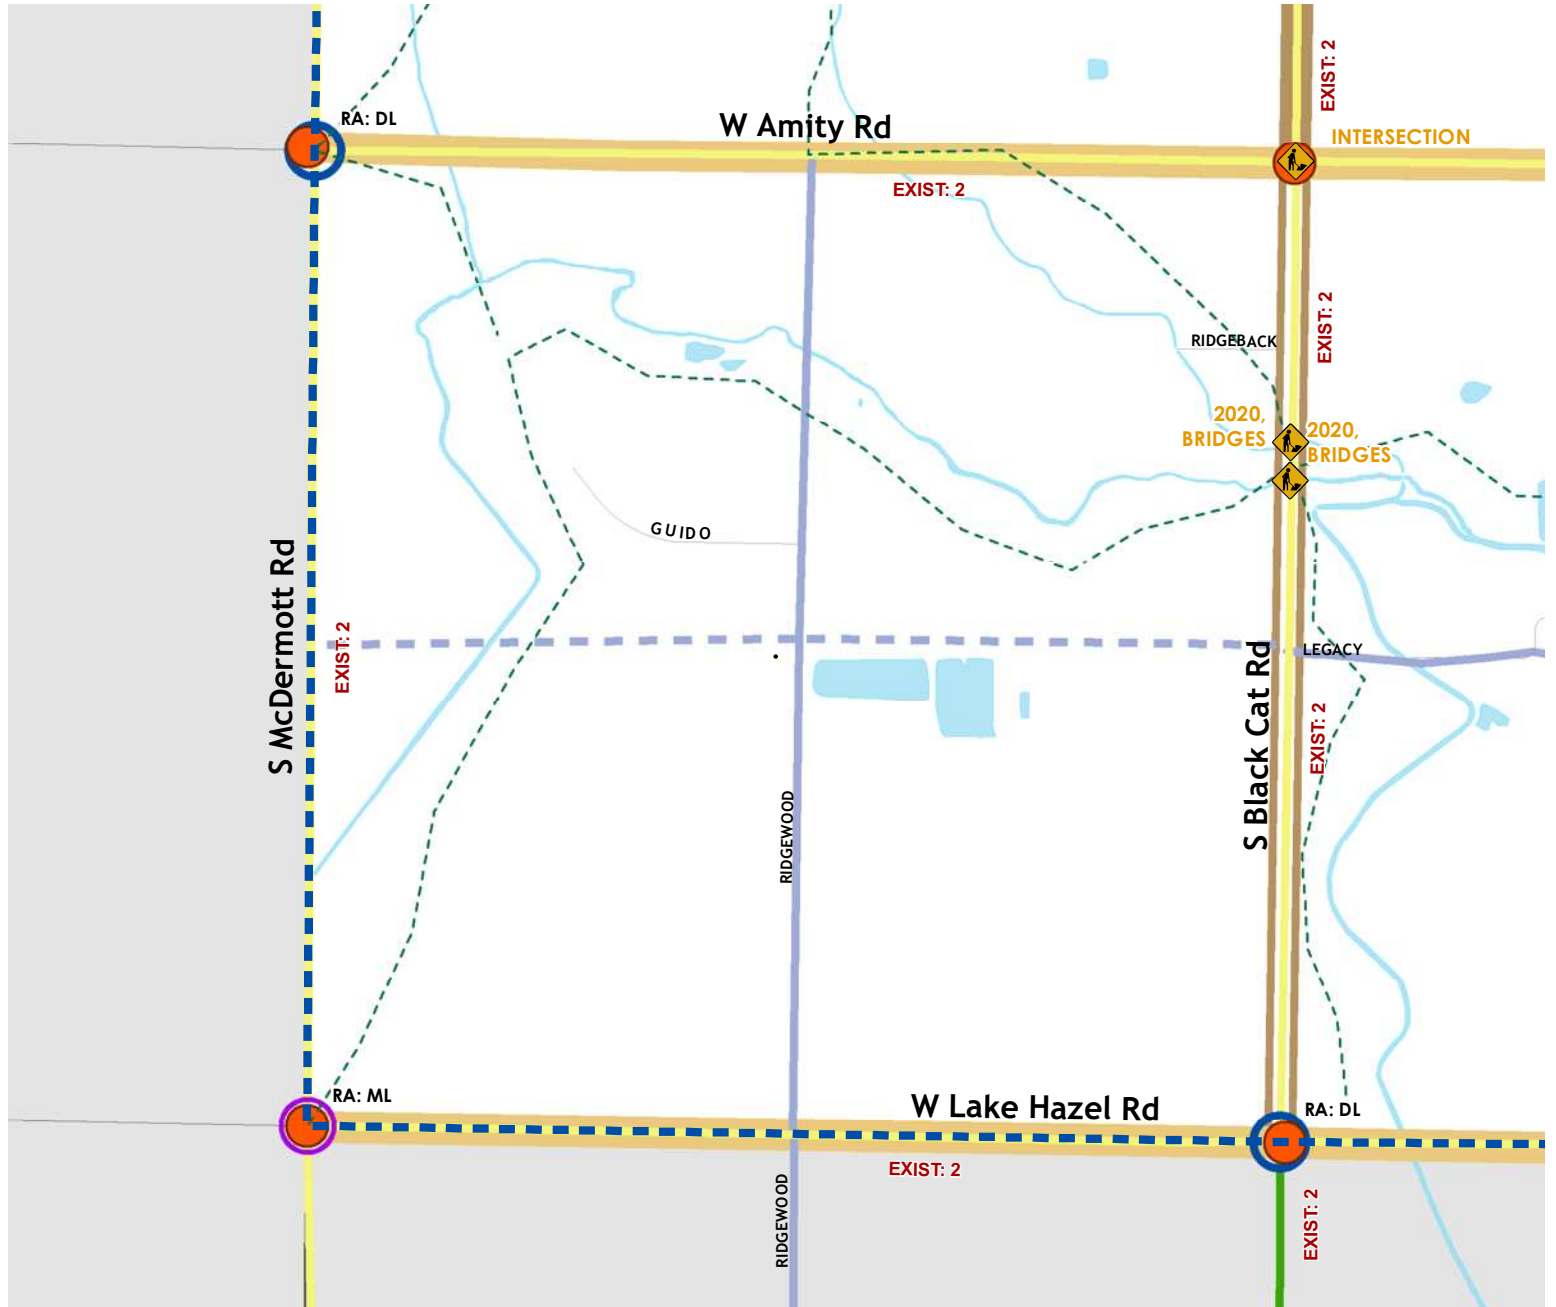 EXIST: 2
RA: DL
W Amity Rd
INTERSECTION
EXIST: 2
EXIST: 2
RIDGEBACK
2020,
BRIDGES
2020,
BRIDGES
GUIDO
S McDermott Rd
EXIST: 2
LEGACY
S Black Cat Rd
EXIST: 2
RIDGEWOOD
RA: ML
W Lake Hazel Rd
RA: DL
EXIST: 2
RIDGEWOOD
EXIST: 2